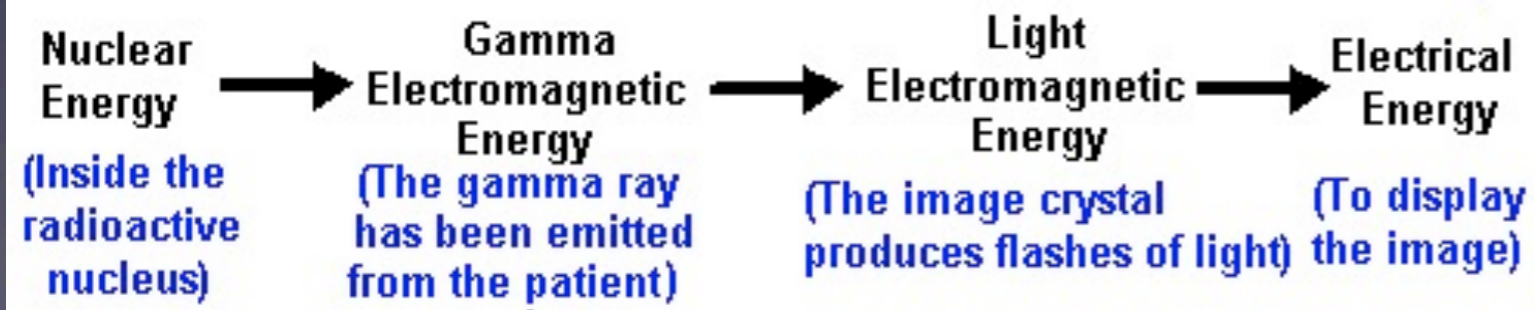 Nuclear
Energy
(Inside the
radioactive
nucleus)
Gamma
Electromagnetic
Energy
(The gamma ray
has been emitted
from the patient)
Light
Electromagnetic
Energy
(The image crystal
produces flashes of light)
Electrical
Energy
(To display
the image)